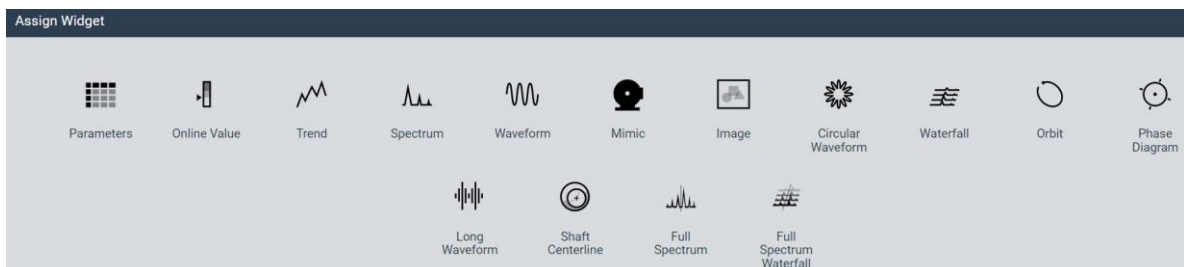 Assign Widget
Parameters
Online Value
Trend
Spectrum
Waveform
Mimic
Image
Circular
Waveform
Waterfall
Orbit
Phase
Diagram
Long
Waveform
Shaft
Centerline
Full
Spectrum
Full
Spectrum
Waterfall